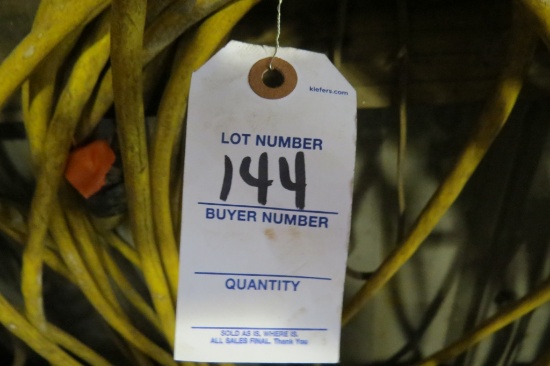 kiefers.com
LOT NUMBER
144
BUYER NUMBER
QUANTITY
SOLD AS IS, WHERE IS.
ALL SALES FINAL. Thank You